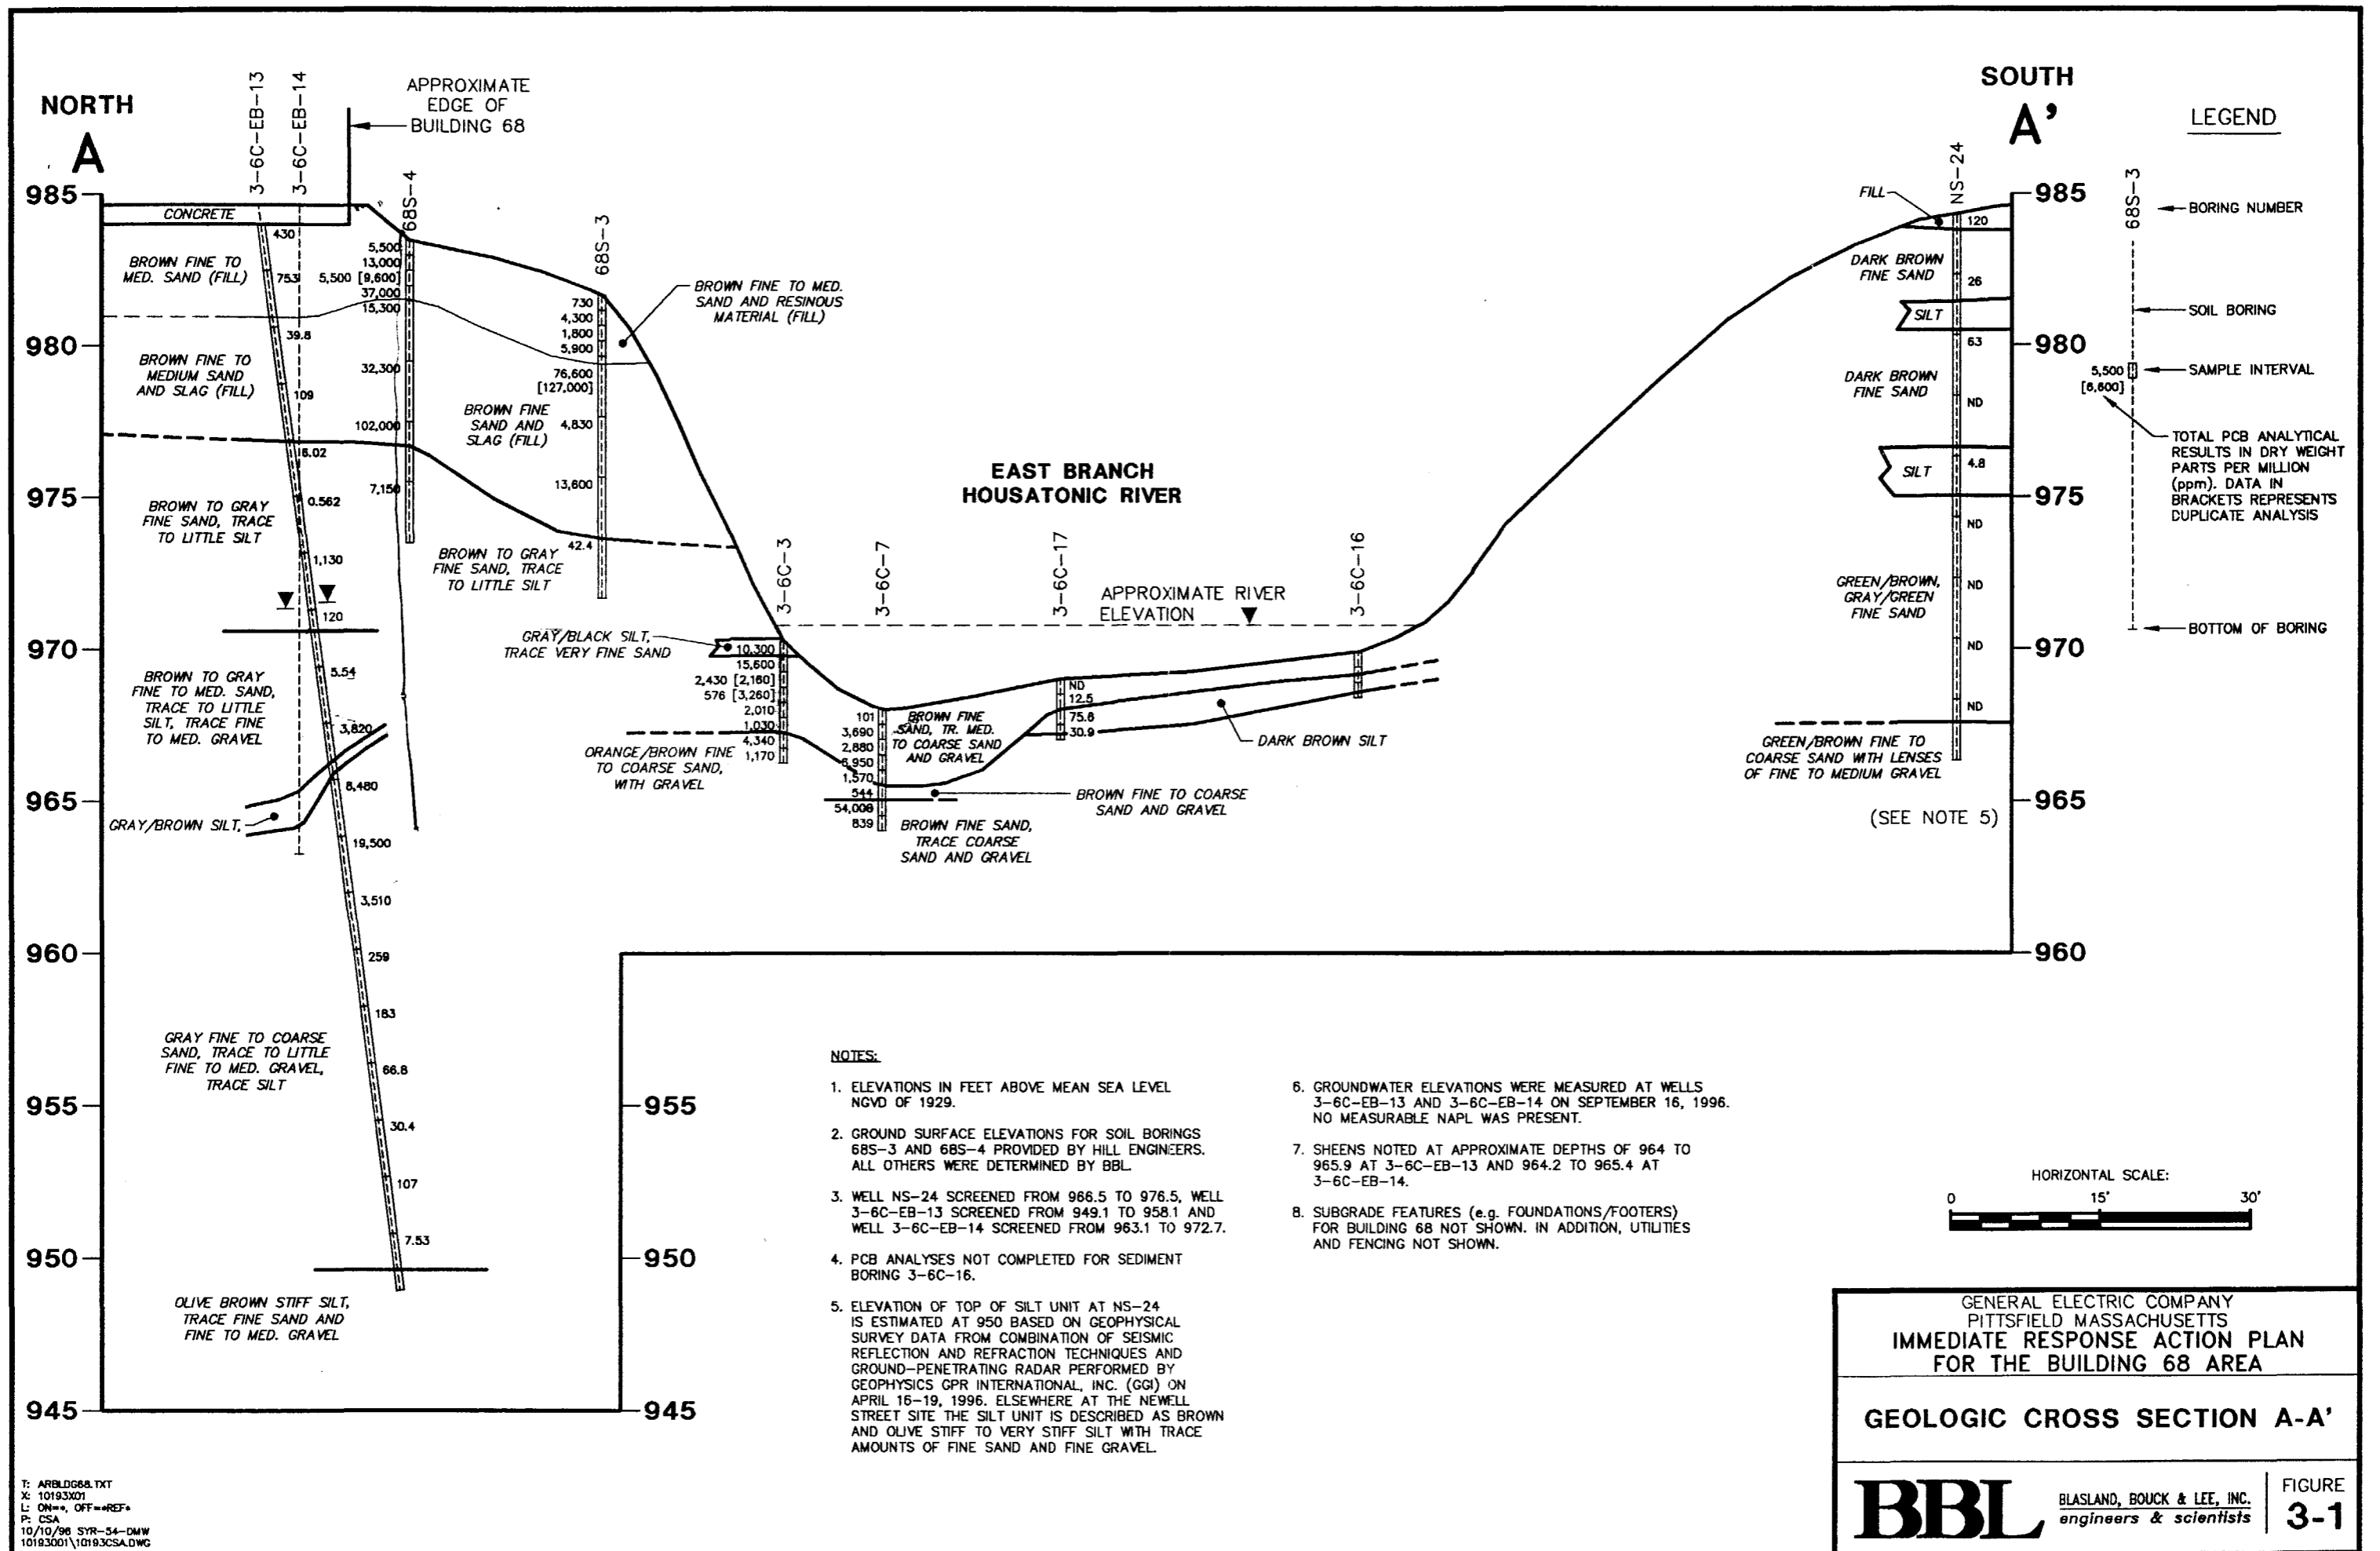 NORTH
A
3-6C-EB-13
3-6C-EB-14
APPROXIMATE
EDGE OF
BUILDING 68
68S-4
68S-3
SOUTH
A'
NS-24
LEGEND
985
980
975
970
965
960
955
950
945
CONCRETE
BROWN FINE TO
MED. SAND (FILL)
BROWN FINE TO
MEDIUM SAND
AND SLAG (FILL)
BROWN TO GRAY
FINE SAND, TRACE
TO LITTLE SILT
BROWN TO GRAY
FINE TO MED. SAND,
TRACE TO LITTLE
SILT, TRACE FINE
TO MED. GRAVEL
GRAY/BROWN SILT,
GRAY FINE TO COARSE
SAND, TRACE TO LITTLE
FINE TO MED. GRAVEL,
TRACE SILT
OLIVE BROWN STIFF SILT,
TRACE FINE SAND AND
FINE TO MED. GRAVEL
430
753
39.8
109
6.02
0.562
1,130
120
5.54
3,820
8,480
19,500
3,510
259
183
66.8
30.4
107
7.53
5,500
13,000
5,500 [9,600]
37,000
15,300
32,300
102,000
7,150
730
4,300
1,800
5,900
76,600
[127,000]
4,830
13,600
42.4
BROWN FINE TO MED.
SAND AND RESINOUS
MATERIAL (FILL)
BROWN FINE
SAND AND
SLAG (FILL)
BROWN TO GRAY
FINE SAND, TRACE
TO LITTLE SILT
EAST BRANCH
HOUSATONIC RIVER
3-6C-3
3-6C-7
3-6C-17
3-6C-16
APPROXIMATE RIVER
ELEVATION
GRAY/BLACK SILT,
TRACE VERY FINE SAND
10,300
15,600
2,430 [2,160]
576 [3,260]
2,010
1,030
4,340
1,170
ORANGE/BROWN FINE
TO COARSE SAND,
WITH GRAVEL
101
3,690
2,880
6,950
1,570
544
54,000
839
BROWN FINE
SAND, TR. MED.
TO COARSE SAND
AND GRAVEL
ND
12.5
75.6
30.9
DARK BROWN SILT
BROWN FINE TO COARSE
SAND AND GRAVEL
BROWN FINE SAND,
TRACE COARSE
SAND AND GRAVEL
FILL
DARK BROWN
FINE SAND
SILT
DARK BROWN
FINE SAND
SILT
GREEN/BROWN,
GRAY/GREEN
FINE SAND
GREEN/BROWN FINE TO
COARSE SAND WITH LENSES
OF FINE TO MEDIUM GRAVEL
(SEE NOTE 5)
120
26
63
ND
4.8
ND
ND
ND
ND
985
980
975
970
965
960
955
950
945
68S-3
BORING NUMBER
SOIL BORING
5,500
[6,600]
SAMPLE INTERVAL
TOTAL PCB ANALYTICAL
RESULTS IN DRY WEIGHT
PARTS PER MILLION
(ppm). DATA IN
BRACKETS REPRESENTS
DUPLICATE ANALYSIS
BOTTOM OF BORING
NOTES:
1. ELEVATIONS IN FEET ABOVE MEAN SEA LEVEL
NGVD OF 1929.
2. GROUND SURFACE ELEVATIONS FOR SOIL BORINGS
68S-3 AND 68S-4 PROVIDED BY HILL ENGINEERS.
ALL OTHERS WERE DETERMINED BY BBL.
3. WELL NS-24 SCREENED FROM 966.5 TO 976.5, WELL
3-6C-EB-13 SCREENED FROM 949.1 TO 958.1 AND
WELL 3-6C-EB-14 SCREENED FROM 963.1 TO 972.7.
4. PCB ANALYSES NOT COMPLETED FOR SEDIMENT
BORING 3-6C-16.
5. ELEVATION OF TOP OF SILT UNIT AT NS-24
IS ESTIMATED AT 950 BASED ON GEOPHYSICAL
SURVEY DATA FROM COMBINATION OF SEISMIC
REFLECTION AND REFRACTION TECHNIQUES AND
GROUND-PENETRATING RADAR PERFORMED BY
GEOPHYSICS GPR INTERNATIONAL, INC. (GGI) ON
APRIL 16-19, 1996. ELSEWHERE AT THE NEWELL
STREET SITE THE SILT UNIT IS DESCRIBED AS BROWN
AND OLIVE STIFF TO VERY STIFF SILT WITH TRACE
AMOUNTS OF FINE SAND AND FINE GRAVEL.
6. GROUNDWATER ELEVATIONS WERE MEASURED AT WELLS
3-6C-EB-13 AND 3-6C-EB-14 ON SEPTEMBER 16, 1996.
NO MEASURABLE NAPL WAS PRESENT.
7. SHEENS NOTED AT APPROXIMATE DEPTHS OF 964 TO
965.9 AT 3-6C-EB-13 AND 964.2 TO 965.4 AT
3-6C-EB-14.
8. SUBGRADE FEATURES (e.g. FOUNDATIONS/FOOTERS)
FOR BUILDING 68 NOT SHOWN. IN ADDITION, UTILITIES
AND FENCING NOT SHOWN.
HORIZONTAL SCALE:
0 15' 30'
GENERAL ELECTRIC COMPANY
PITTSFIELD MASSACHUSETTS
IMMEDIATE RESPONSE ACTION PLAN
FOR THE BUILDING 68 AREA
GEOLOGIC CROSS SECTION A-A'
BBL
BLASLAND, BOUCK & LEE, INC.
engineers & scientists
FIGURE
3-1
T: ARBLDG68.TXT
X: 10193X01
L: ON=*, OFF=*REF*
P: CSA
10/10/96 SYR-54-DMW
10193001\10193CSA.DWG